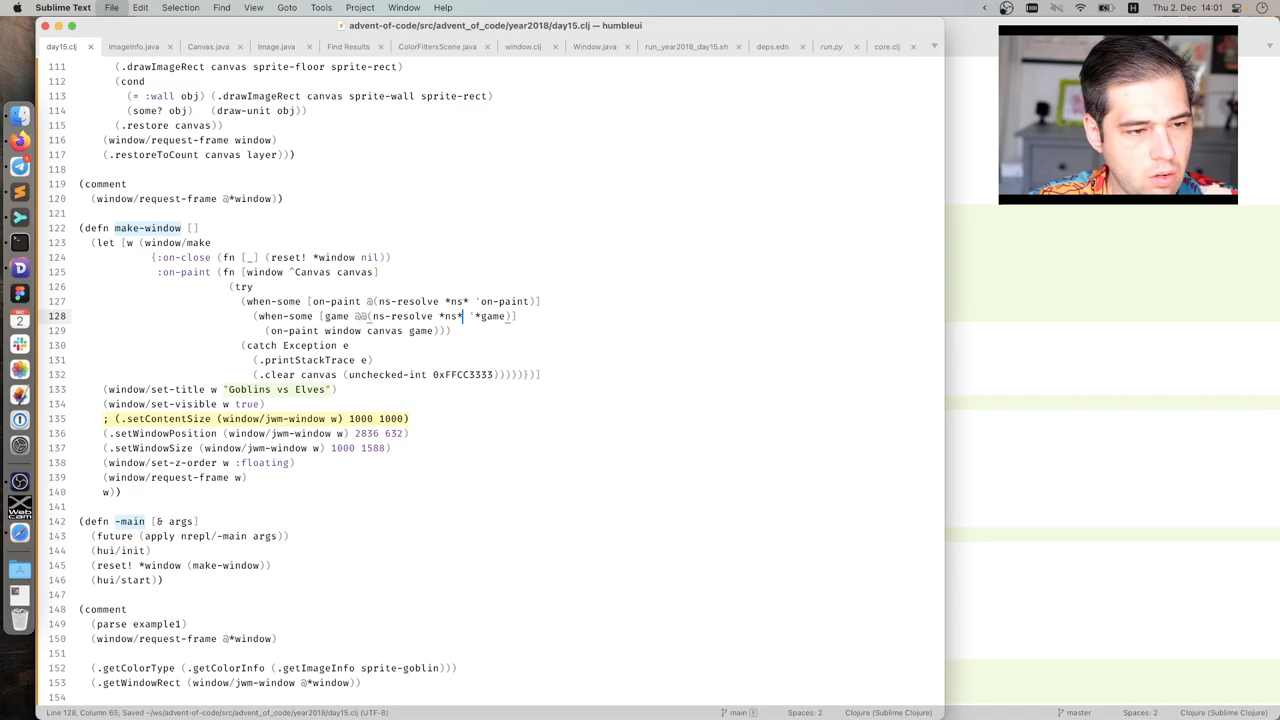 Sublime Text File Edit Selection Find View Goto Tools Project Window Help
advent-of-code/src/advent_of_code/year2018/day15.clj — humbleui
day15.clj × ImageInfo.java × Canvas.java × Image.java × Find Results × ColorFiltersScene.java × window.clj × Window.java × run_year2018_day15.sh × deps.edn × run.py × core.clj ×
111 (.drawImageRect canvas sprite-floor sprite-rect)
112 (cond
113 (= :wall obj) (.drawImageRect canvas sprite-wall sprite-rect)
114 (some? obj) (draw-unit obj))
115 (.restore canvas))
116 (window/request-frame window)
117 (.restoreToCount canvas layer)))
118
119 (comment
120 (window/request-frame @*window))
121
122 (defn make-window []
123 (let [w (window/make
124 {:on-close (fn [_] (reset! *window nil))
125 :on-paint (fn [window ^Canvas canvas]
126 (try
127 (when-some [on-paint @(ns-resolve *ns* 'on-paint)]
128 (when-some [game @@(ns-resolve *ns* '*game)]
129 (on-paint window canvas game)))
130 (catch Exception e
131 (.printStackTrace e)
132 (.clear canvas (unchecked-int 0xFFCC3333)))))})]
133 (window/set-title w "Goblins vs Elves")
134 (window/set-visible w true)
135 ; (.setContentSize (window/jwm-window w) 1000 1000)
136 (.setWindowPosition (window/jwm-window w) 2836 632)
137 (.setWindowSize (window/jwm-window w) 1000 1588)
138 (window/set-z-order w :floating)
139 (window/request-frame w)
140 w))
141
142 (defn -main [& args]
143 (future (apply nrepl/-main args))
144 (hui/init)
145 (reset! *window (make-window))
146 (hui/start))
147
148 (comment
149 (parse example1)
150 (window/request-frame @*window)
151
152 (.getColorType (.getColorInfo (.getImageInfo sprite-goblin)))
153 (.getWindowRect (window/jwm-window @*window))
154
DEC
2
Web
cam
Line 128, Column 65; Saved ~/ws/advent-of-code/src/advent_of_code/year2018/day15.clj (UTF-8) main 8 Spaces: 2 Clojure (Sublime Clojure) master Spaces: 2 Clojure (Sublime Clojure)